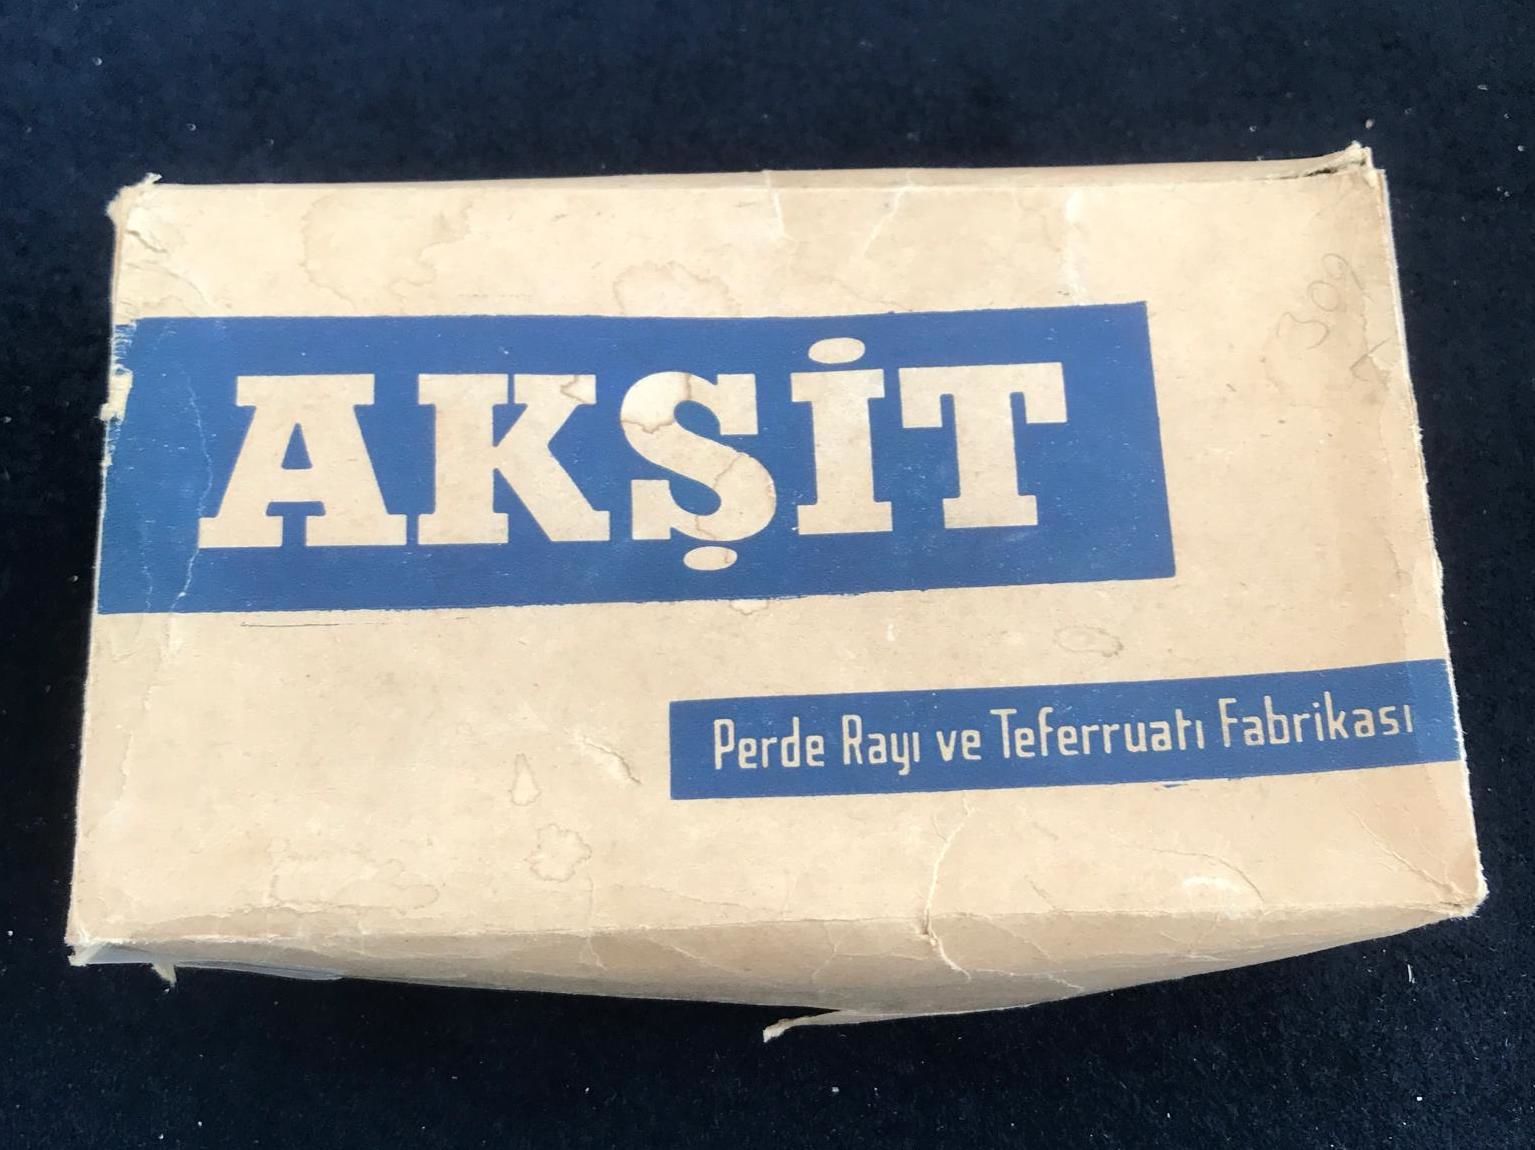 AKŞİT
Perde Rayı ve Teferruatı Fabrikası